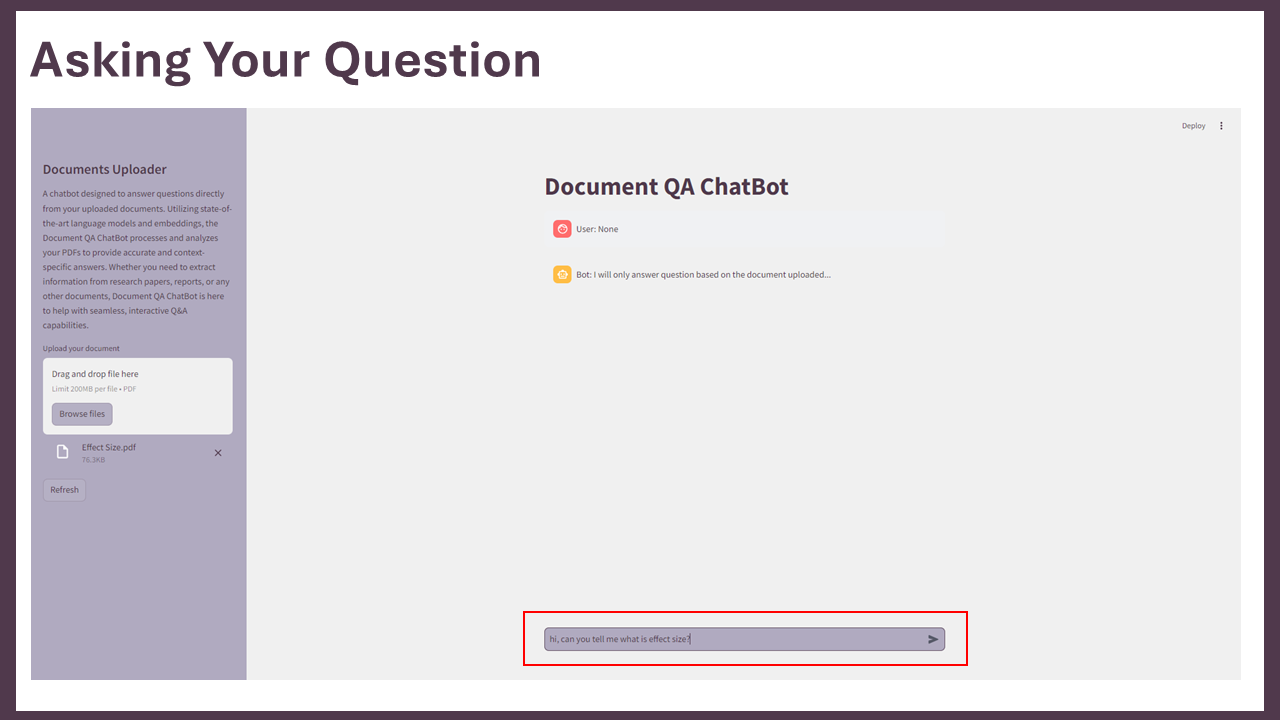 Asking Your Question
Deploy
Documents Uploader
A chatbot designed to answer questions directly
from your uploaded documents. Utilizing state-of-
the-art language models and embeddings, the
Document QA ChatBot processes and analyzes
your PDFs to provide accurate and context-
specific answers. Whether you need to extract
information from research papers, reports, or any
other documents, Document QA ChatBot is here
to help with seamless, interactive Q&A
capabilities.
Upload your document
Drag and drop file here
Limit 200MB per file • PDF
Browse files
Effect Size.pdf
76.3KB
Refresh
Document QA ChatBot
User: None
Bot: I will only answer question based on the document uploaded...
hi, can you tell me what is effect size?